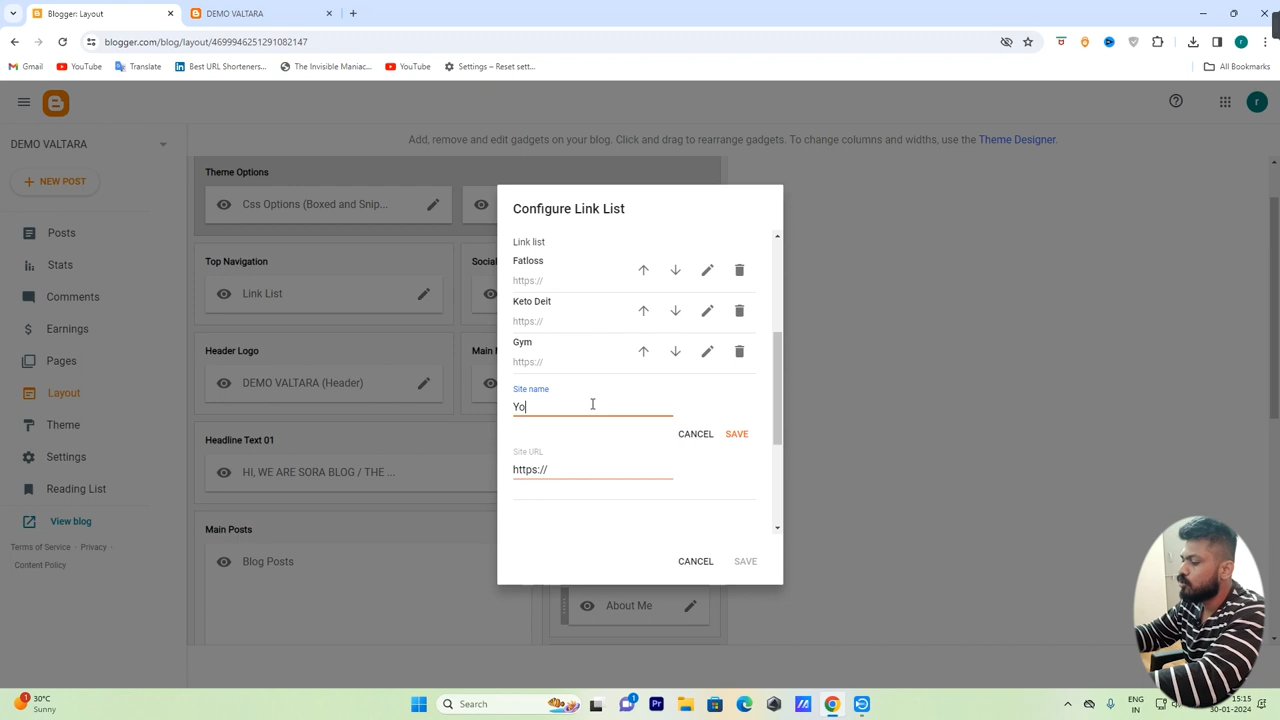 Blogger: Layout
DEMO VALTARA
blogger.com/blog/layout/4699946251291082147
r
Gmail
YouTube
Translate
Best URL Shorteners...
The Invisible Maniac...
YouTube
Settings – Reset sett...
All Bookmarks
r
DEMO VALTARA
Add, remove and edit gadgets on your blog. Click and drag to rearrange gadgets. To change columns and widths, use the Theme Designer.
NEW POST
Posts
Stats
Comments
Earnings
Pages
Layout
Theme
Settings
Reading List
View blog
Terms of Service · Privacy ·
Content Policy
Theme Options
Css Options (Boxed and Snip...
Top Navigation
Link List
Social
Header Logo
DEMO VALTARA (Header)
Main M
Headline Text 01
HI, WE ARE SORA BLOG / THE ...
Main Posts
Blog Posts
About Me
Configure Link List
Link list
Fatloss
https://
Keto Deit
https://
Gym
https://
Site name
Yo
CANCEL SAVE
Site URL
https://
CANCEL SAVE
1
30°C
Sunny
Search
1
Pr
ENG
IN
15:15
30-01-2024